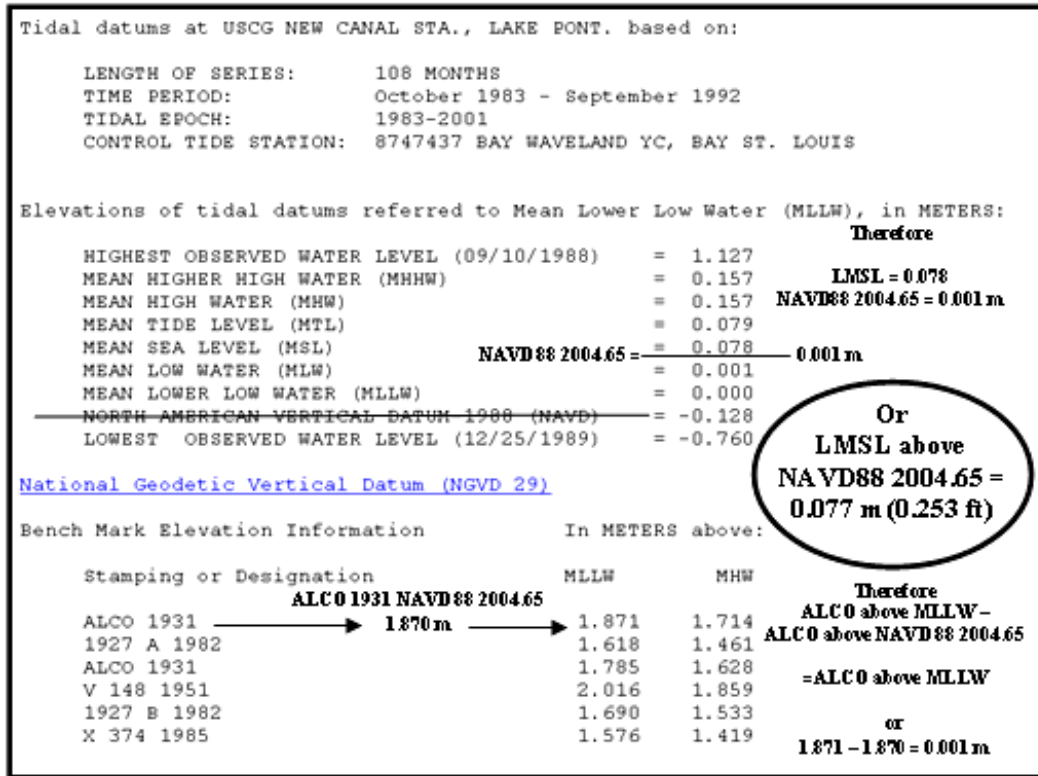 Tidal datums at USCG NEW CANAL STA., LAKE PONT. based on:
LENGTH OF SERIES: 108 MONTHS
TIME PERIOD: October 1983 - September 1992
TIDAL EPOCH: 1983-2001
CONTROL TIDE STATION: 8747437 BAY WAVELAND YC, BAY ST. LOUIS
Elevations of tidal datums referred to Mean Lower Low Water (MLLW), in METERS:
HIGHEST OBSERVED WATER LEVEL (09/10/1988) = 1.127
MEAN HIGHER HIGH WATER (MHHW) = 0.157
MEAN HIGH WATER (MHW) = 0.157
MEAN TIDE LEVEL (MTL) = 0.079
MEAN SEA LEVEL (MSL) = 0.078
NAVD88 2004.65 = 0.001 m
MEAN LOW WATER (MLW) = 0.001
MEAN LOWER LOW WATER (MLLW) = 0.000
NORTH AMERICAN VERTICAL DATUM-1988 (NAVD) = -0.128
LOWEST OBSERVED WATER LEVEL (12/25/1989) = -0.760
Therefore
LMSL = 0.078
NAVD88 2004.65 = 0.001 m
Or
LMSL above
NAVD88 2004.65 =
0.077 m (0.253 ft)
National Geodetic Vertical Datum (NGVD 29)
Bench Mark Elevation Information In METERS above:
Stamping or Designation MLLW MHW
ALCO 1931 NAVD88 2004.65
1.870 m
ALCO 1931 1.871 1.714
1927 A 1982 1.618 1.461
ALCO 1931 1.785 1.628
V 148 1951 2.016 1.859
1927 B 1982 1.690 1.533
X 374 1985 1.576 1.419
Therefore
ALCO above MLLW –
ALCO above NAVD88 2004.65
=ALCO above MLLW
or
1.871 – 1.870 = 0.001 m